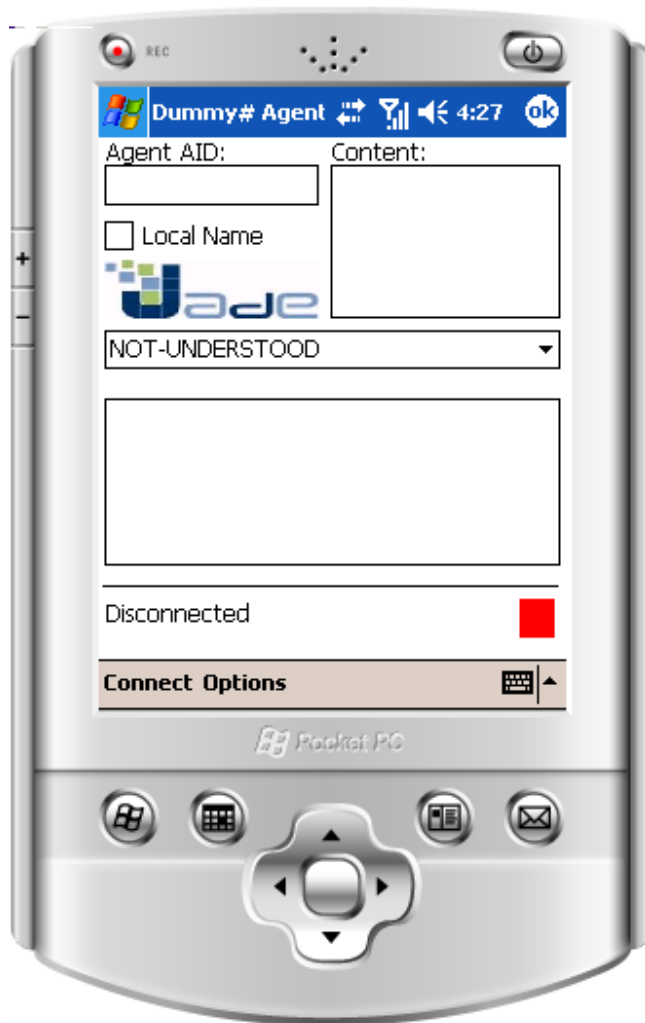 REC
Dummy# Agent 4:27 ok
Agent AID: Content:
Local Name
Jade
NOT-UNDERSTOOD
Disconnected
Connect Options
Pocket PC